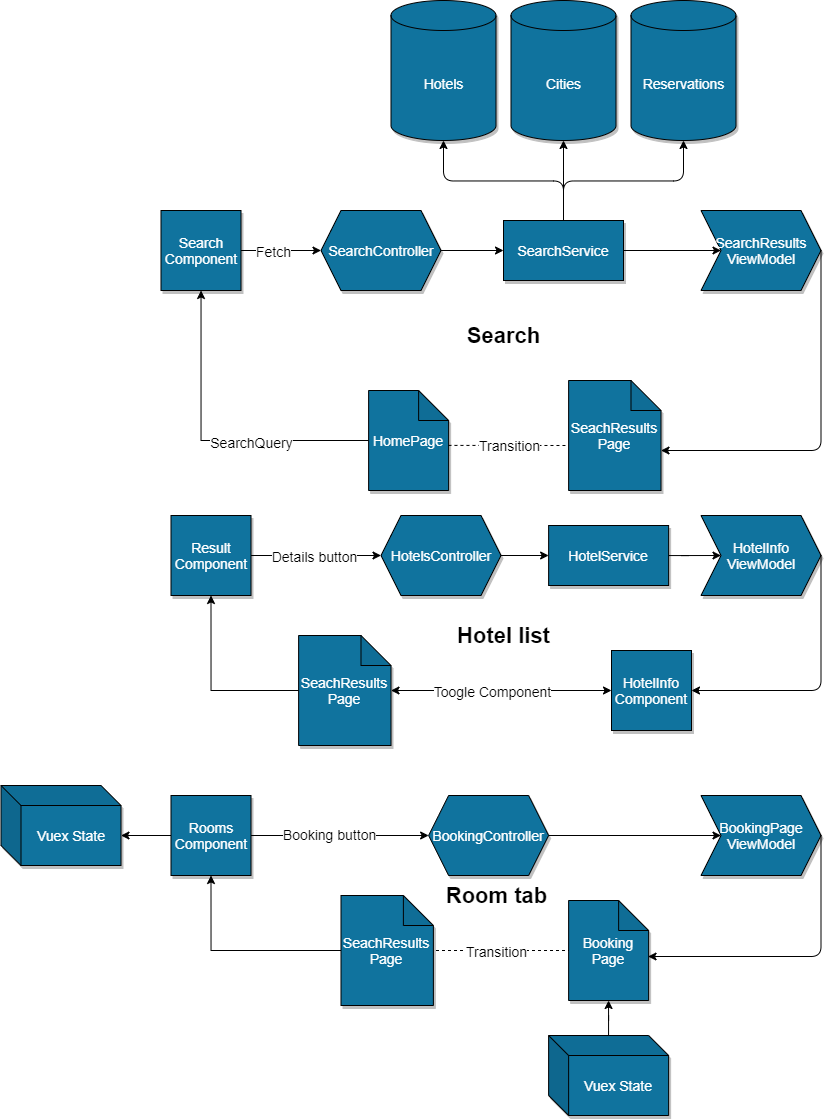 Hotels
Cities
Reservations
Search
Component
Fetch
SearchController
SearchService
SearchResults
ViewModel
Search
SearchQuery
HomePage
Transition
SeachResults
Page
Result
Component
Details button
HotelsController
HotelService
HotelInfo
ViewModel
Hotel list
SeachResults
Page
Toogle Component
HotelInfo
Component
Vuex State
Rooms
Component
Booking button
BookingController
BookingPage
ViewModel
Room tab
SeachResults
Page
Transition
Booking
Page
Vuex State